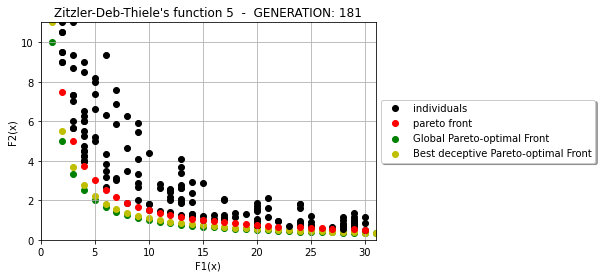 Zitzler-Deb-Thiele's function 5 - GENERATION: 181
F2(x)
10
8
6
4
2
0
0 5 10 15 20 25 30
F1(x)
individuals
pareto front
Global Pareto-optimal Front
Best deceptive Pareto-optimal Front